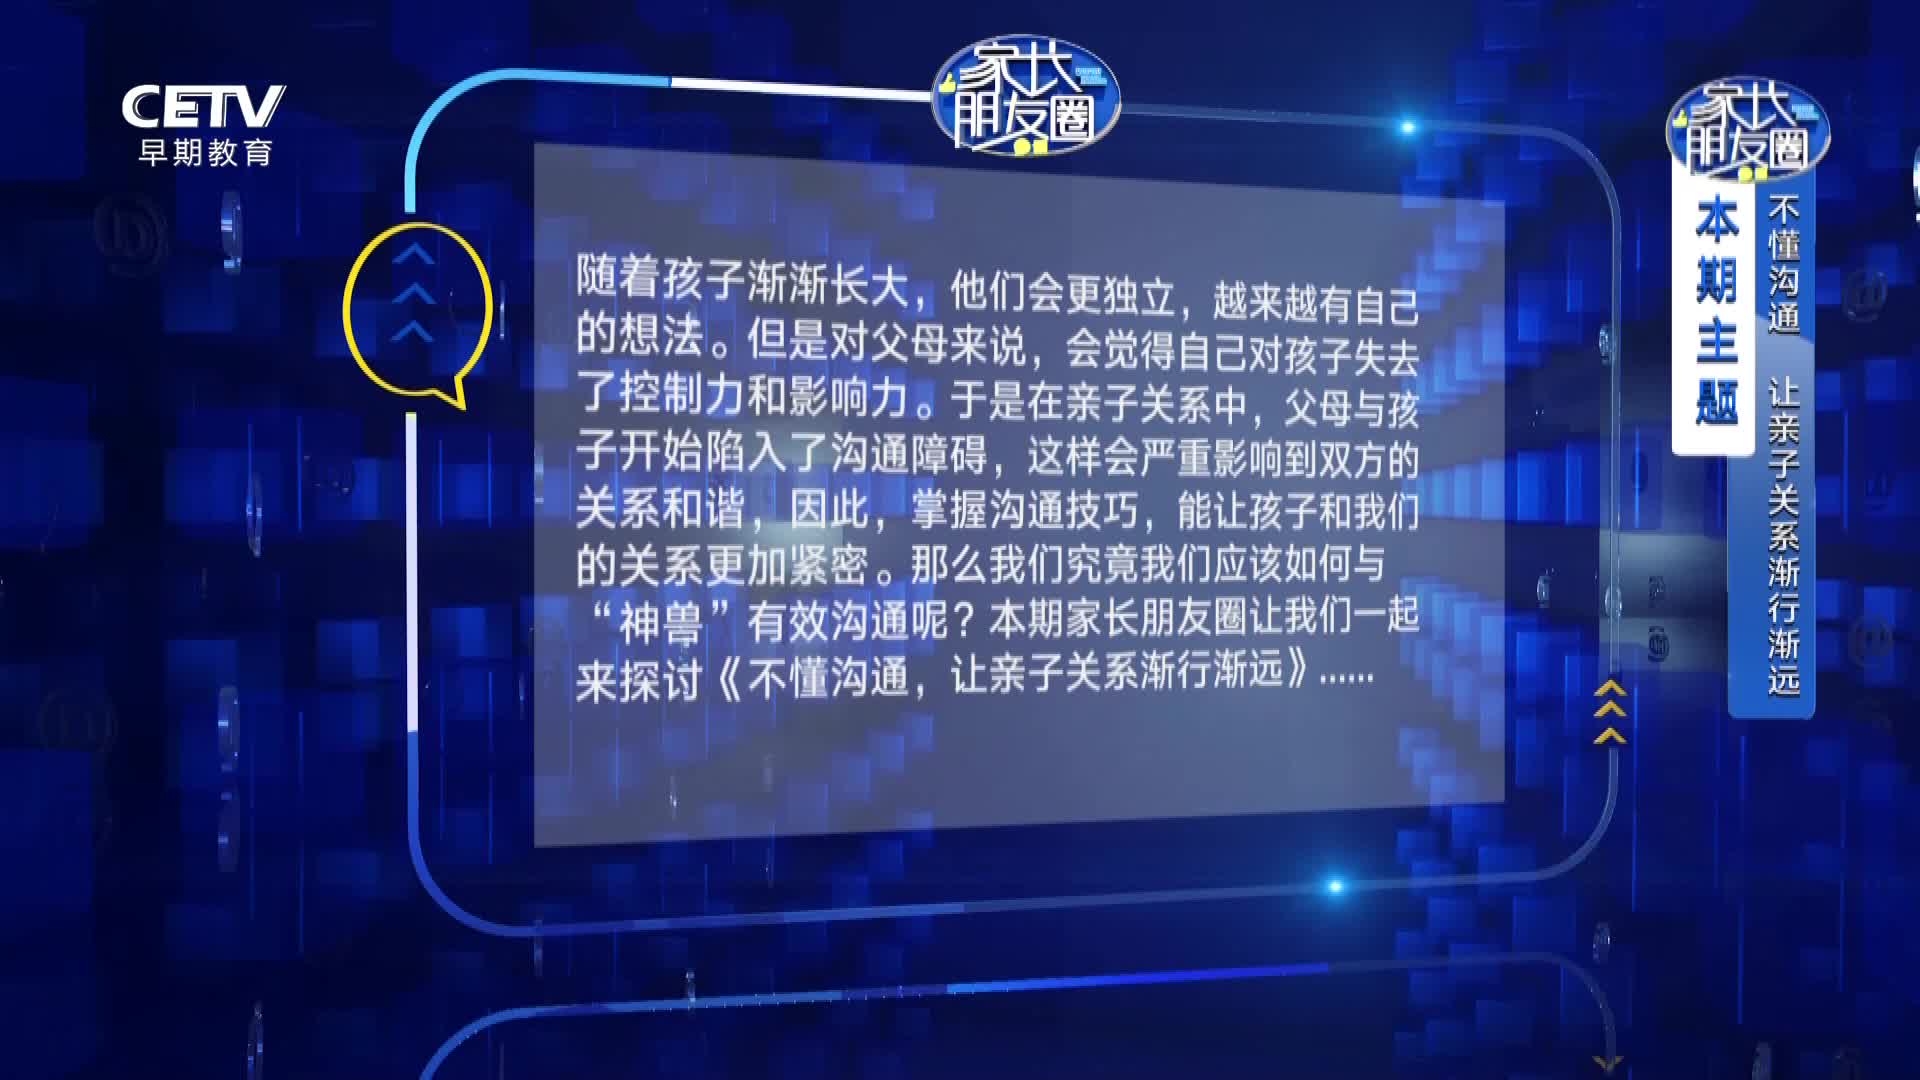 CETV
早期教育
家长
朋友圈
随着孩子渐渐长大，他们会更独立，越来越有自己
的想法。但是对父母来说，会觉得自己对孩子失去
了控制力和影响力。于是在亲子关系中，父母与孩
子开始陷入了沟通障碍，这样会严重影响到双方的
关系和谐，因此，掌握沟通技巧，能让孩子和我们
的关系更加紧密。那么我们究竟我们应该如何与
“神兽”有效沟通呢？本期家长朋友圈让我们一起
来探讨《不懂沟通，让亲子关系渐行渐远》……
家长
朋友圈
本期主题
不懂沟通 让亲子关系渐行渐远